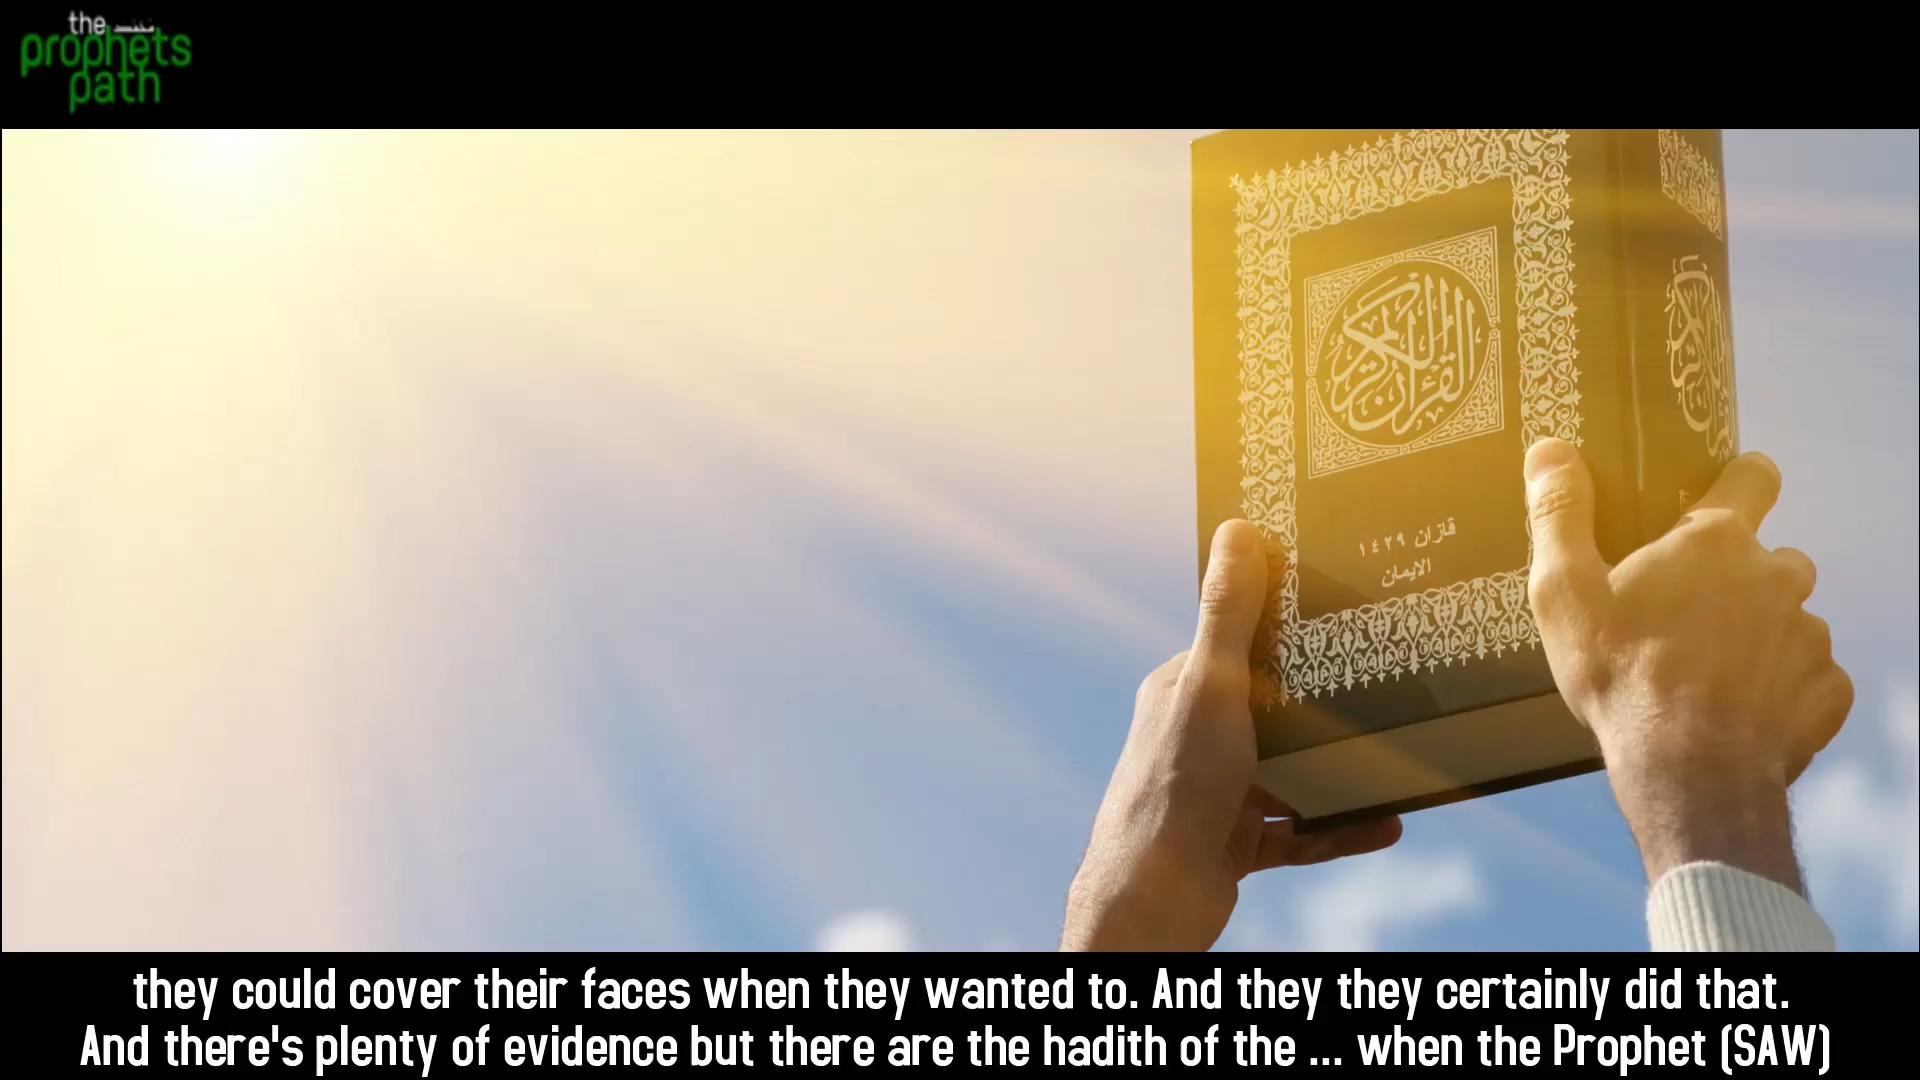 the محمد
prophets
path
القرآن الكريم
قازان ١٤٢٩
الايمان
they could cover their faces when they wanted to. And they they certainly did that.
And there's plenty of evidence but there are the hadith of the ... when the Prophet (SAW)